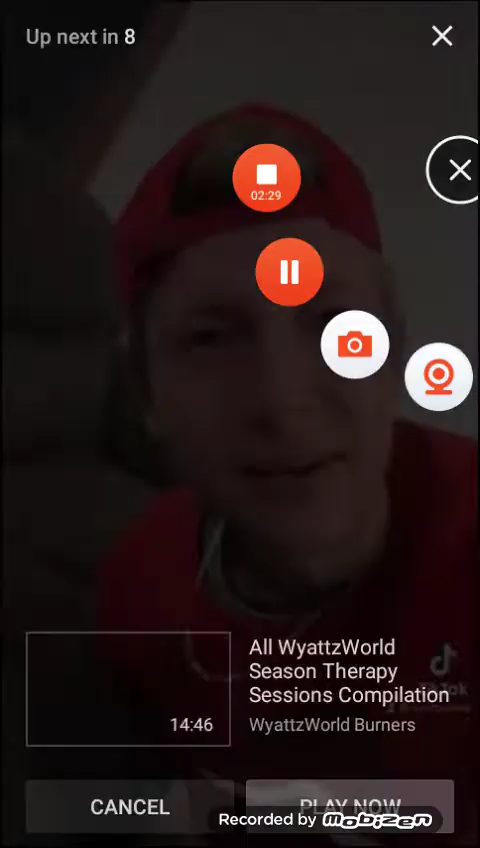 Up next in 8
02:29
All WyattzWorld
Season Therapy
Sessions Compilation
14:46
WyattzWorld Burners
CANCEL
PLAY NOW
Recorded by mobizen